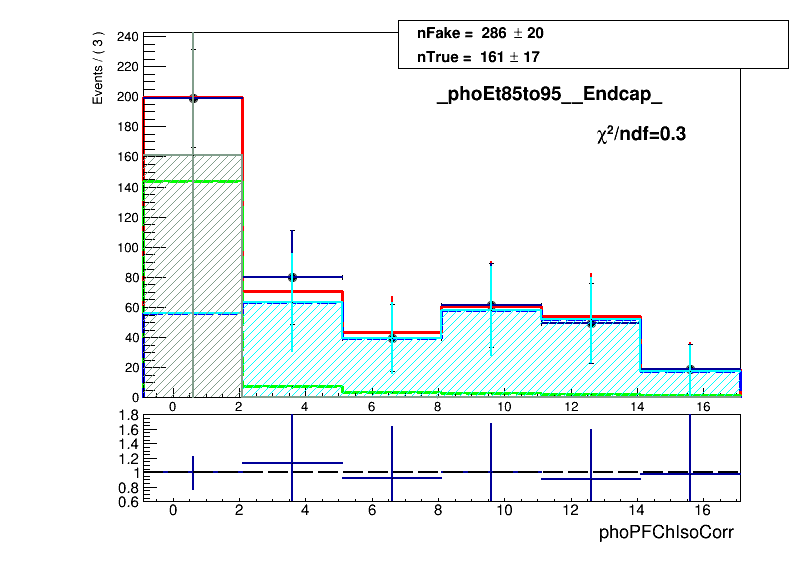 nFake = 286 ± 20
nTrue = 161 ± 17
_phoEt85to95__Endcap_
χ²/ndf=0.3
Events / ( 3 )
240
220
200
180
160
140
120
100
80
60
40
20
0
0 2 4 6 8 10 12 14 16
1.8
1.6
1.4
1.2
1
0.8
0.6
0 2 4 6 8 10 12 14 16
phoPFChIsoCorr